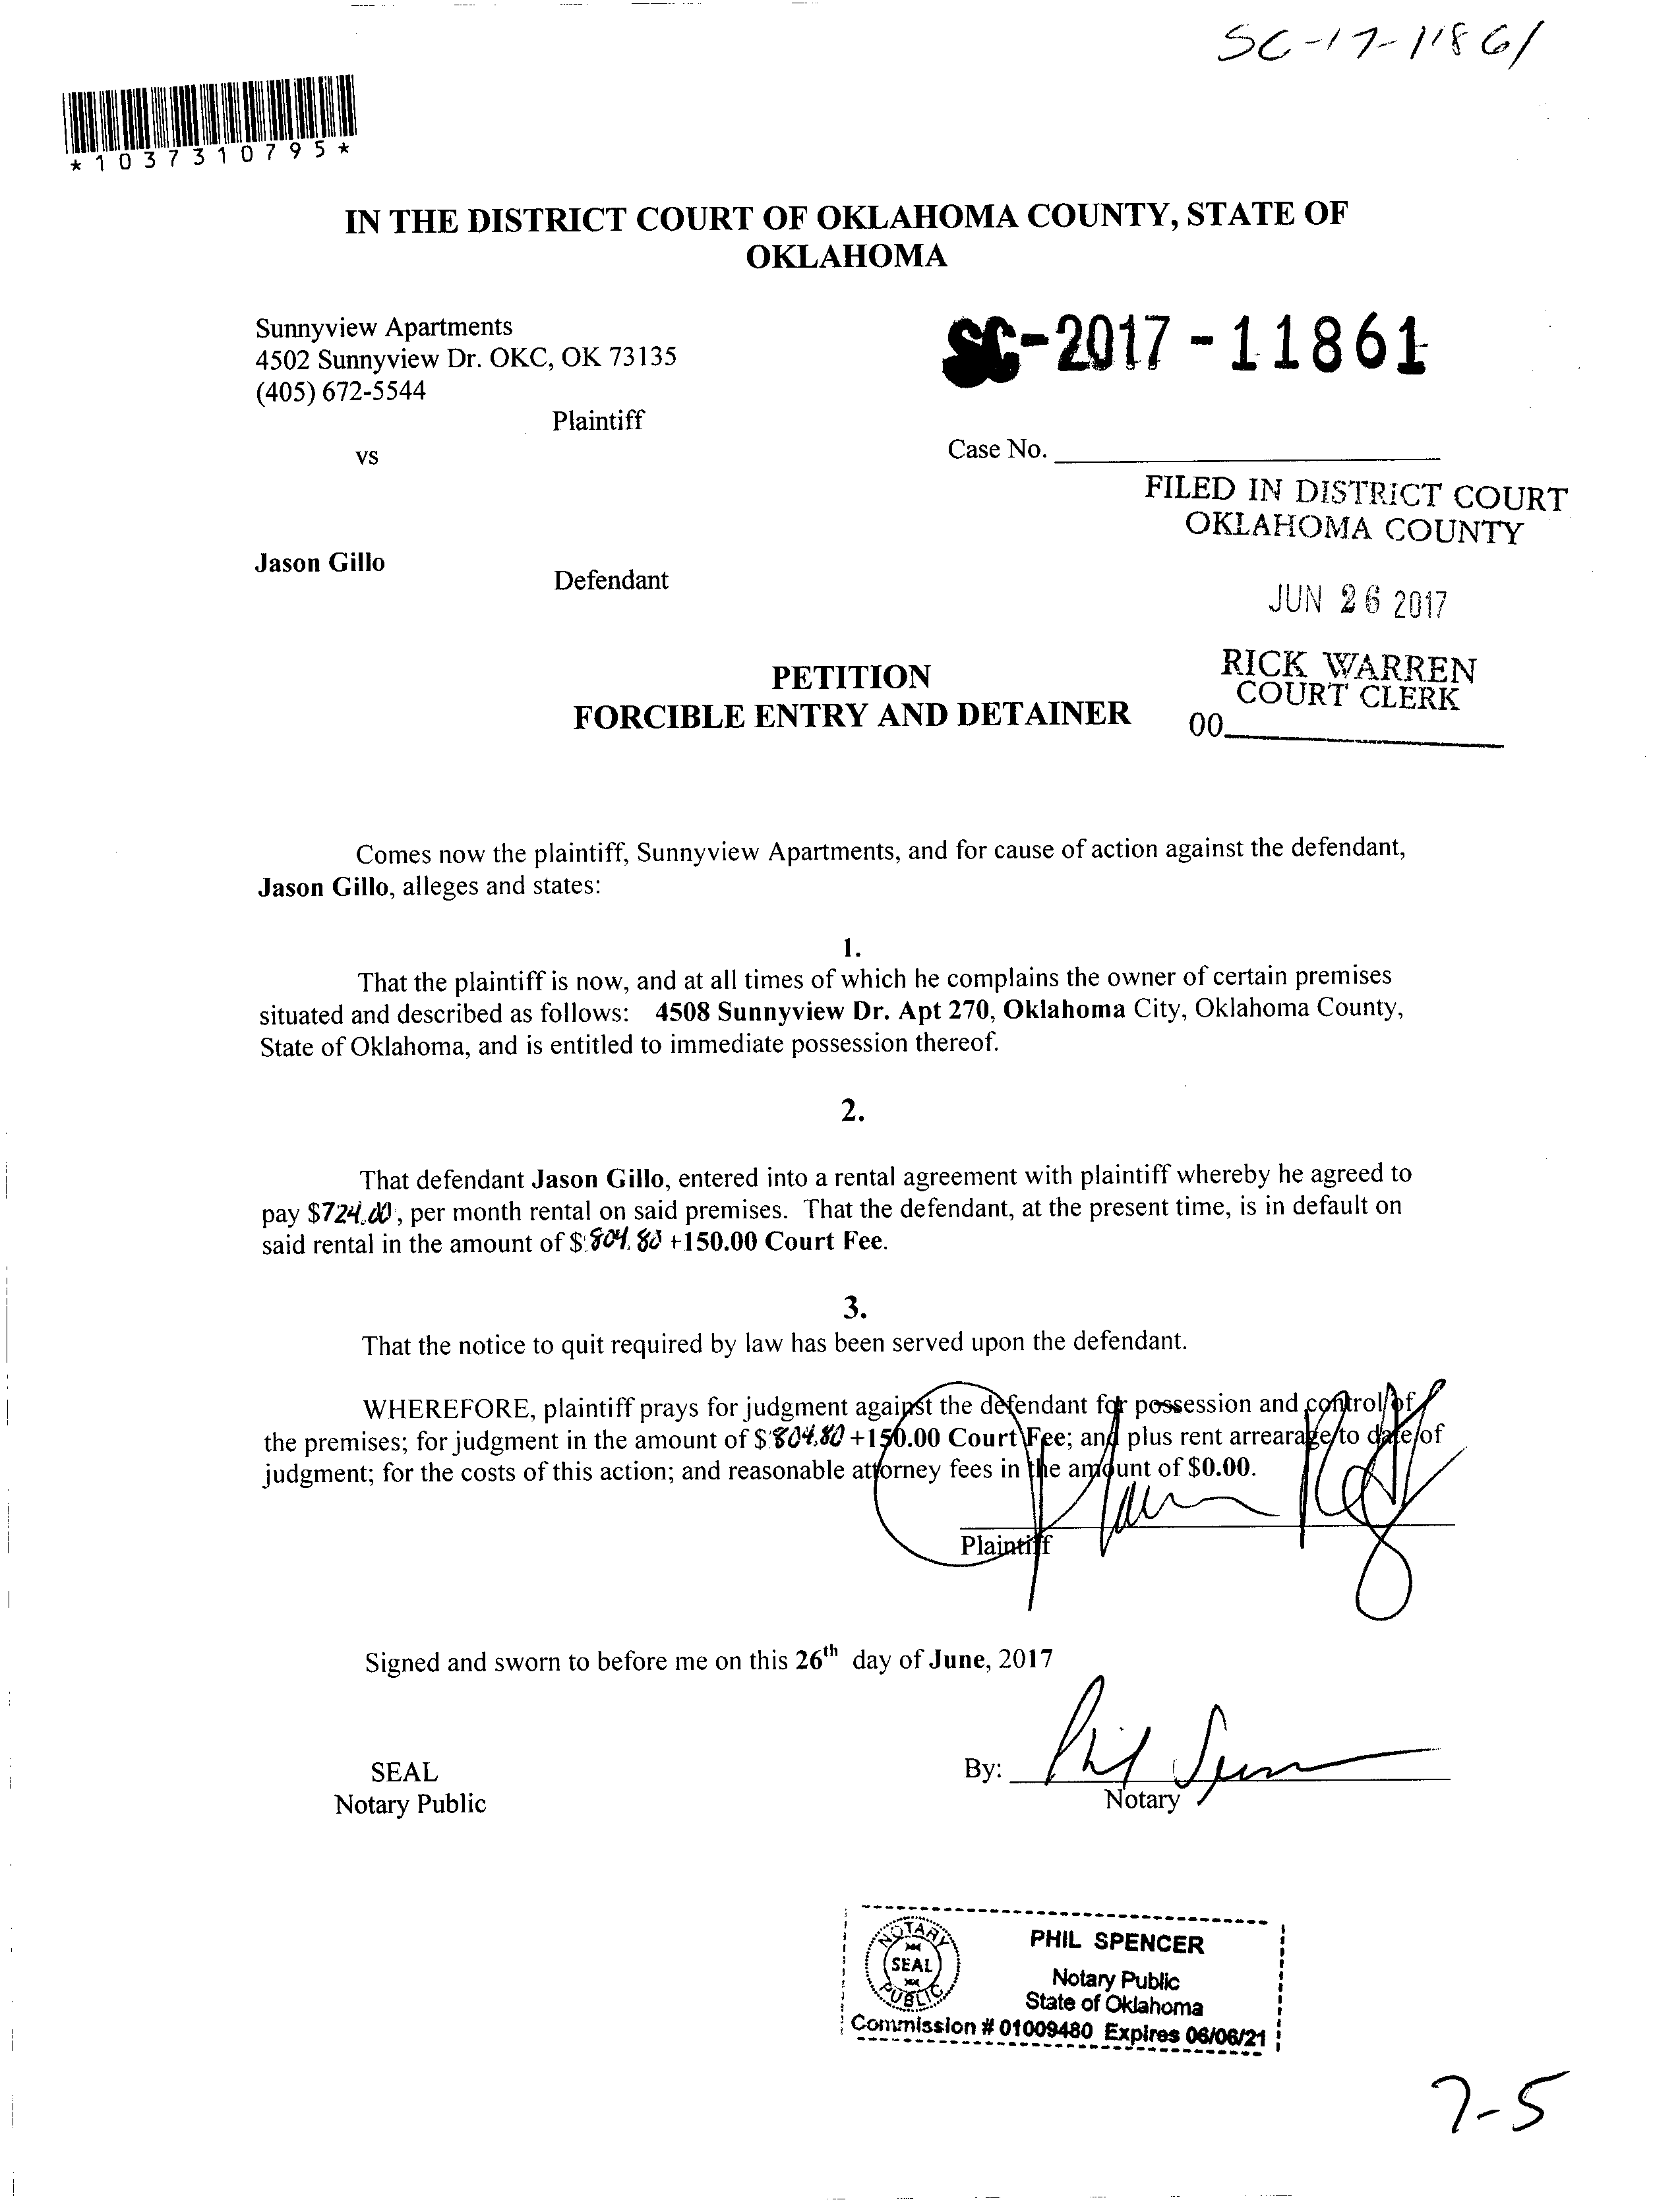 SC-17-11861
*1037310795*
IN THE DISTRICT COURT OF OKLAHOMA COUNTY, STATE OF
OKLAHOMA
Sunnyview Apartments
4502 Sunnyview Dr. OKC, OK 73135
(405) 672-5544
Plaintiff
vs
SC-2017-11861
Case No.
FILED IN DISTRICT COURT
OKLAHOMA COUNTY
Jason Gillo
Defendant
JUN 26 2017
RICK WARREN
COURT CLERK
00
PETITION
FORCIBLE ENTRY AND DETAINER
Comes now the plaintiff, Sunnyview Apartments, and for cause of action against the defendant,
Jason Gillo, alleges and states:
1.
That the plaintiff is now, and at all times of which he complains the owner of certain premises
situated and described as follows: 4508 Sunnyview Dr. Apt 270, Oklahoma City, Oklahoma County,
State of Oklahoma, and is entitled to immediate possession thereof.
2.
That defendant Jason Gillo, entered into a rental agreement with plaintiff whereby he agreed to
pay $724.00, per month rental on said premises. That the defendant, at the present time, is in default on
said rental in the amount of $804.80 +150.00 Court Fee.
3.
That the notice to quit required by law has been served upon the defendant.
WHEREFORE, plaintiff prays for judgment against the defendant for possession and control of
the premises; for judgment in the amount of $804.80 +150.00 Court Fee; and plus rent arrearage to date of
judgment; for the costs of this action; and reasonable attorney fees in the amount of $0.00.
Plaintiff
Signed and sworn to before me on this 26th day of June, 2017
SEAL
Notary Public
By: Phil Spencer
Notary
NOTARY
SEAL
PUBLIC
PHIL SPENCER
Notary Public
State of Oklahoma
Commission # 01009480 Expires 06/06/21
7-5